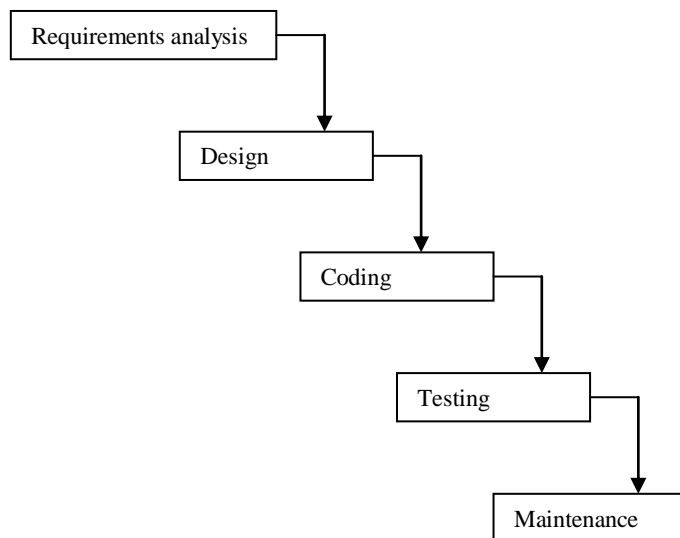 Requirements analysis
Design
Coding
Testing
Maintenance